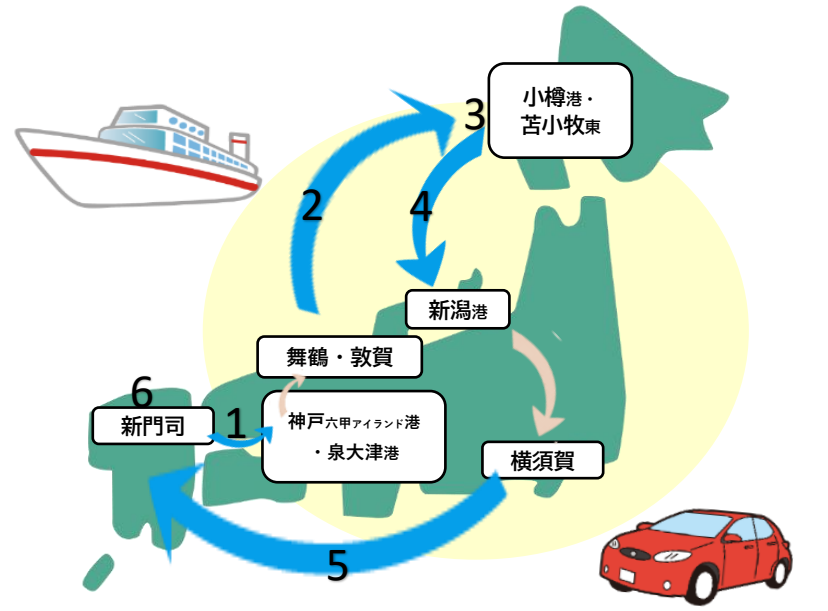 3
小樽港・
苫小牧東
2
4
新潟港
舞鶴・敦賀
6
新門司
1
神戸六甲アイランド港
・泉大津港
横須賀
5